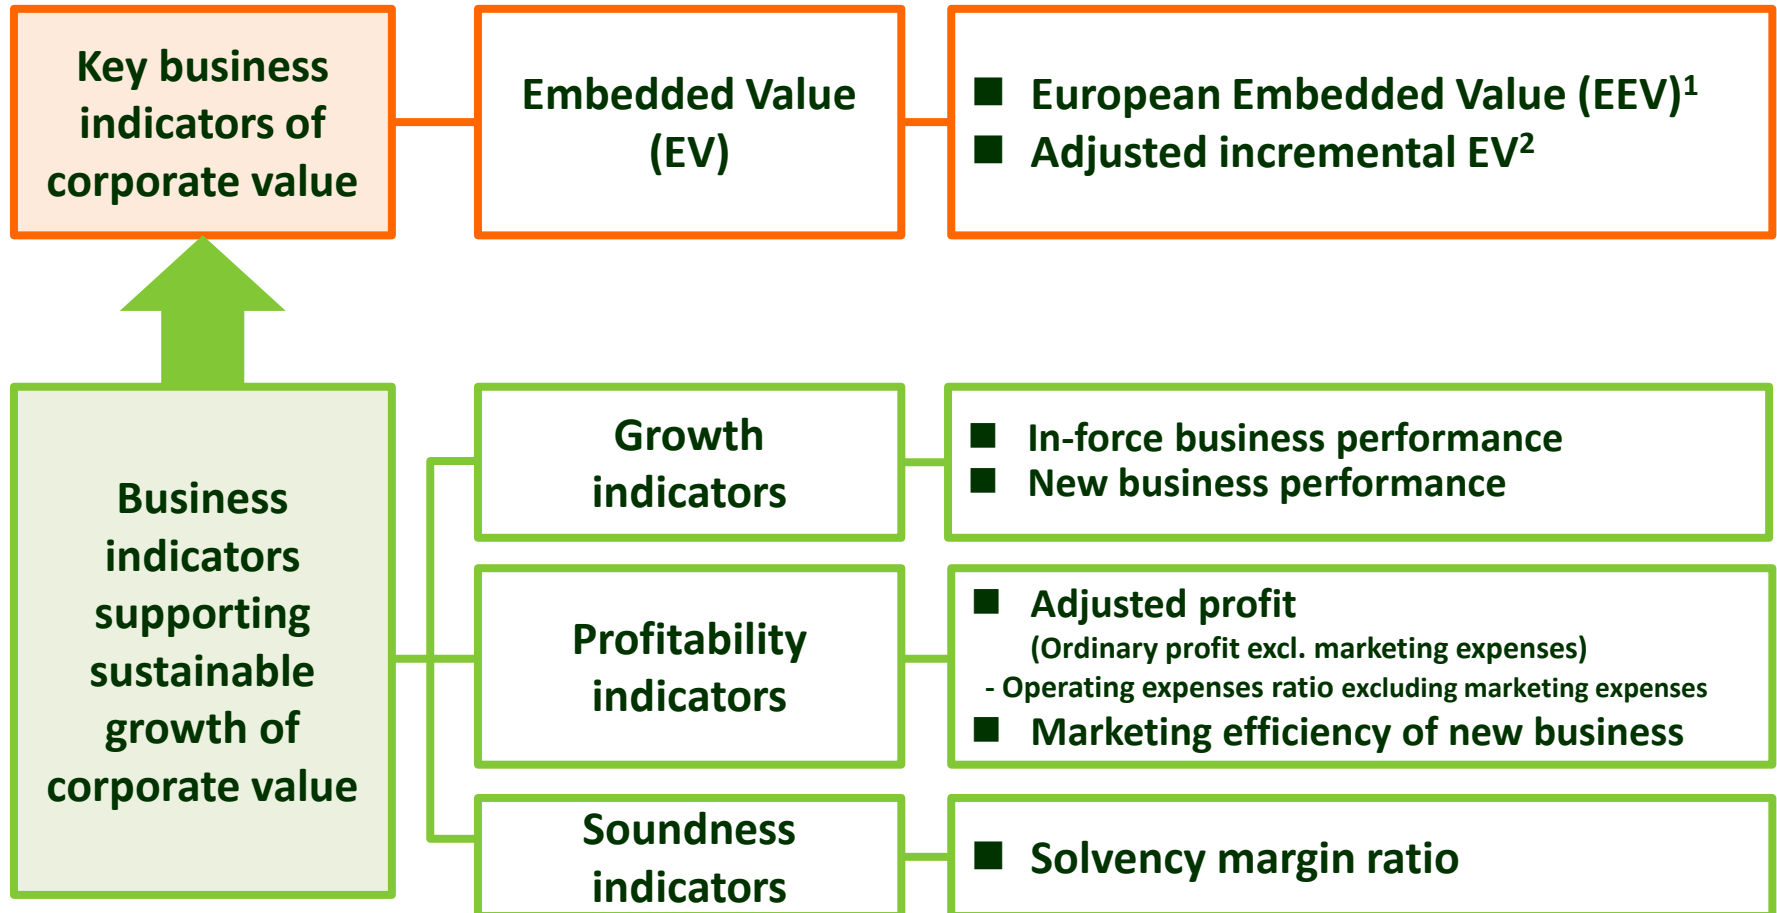 Key business
indicators of
corporate value
Embedded Value
(EV)
■ European Embedded Value (EEV)¹
■ Adjusted incremental EV²
Business
indicators
supporting
sustainable
growth of
corporate value
Growth
indicators
■ In-force business performance
■ New business performance
Profitability
indicators
■ Adjusted profit
(Ordinary profit excl. marketing expenses)
- Operating expenses ratio excluding marketing expenses
■ Marketing efficiency of new business
Soundness
indicators
■ Solvency margin ratio